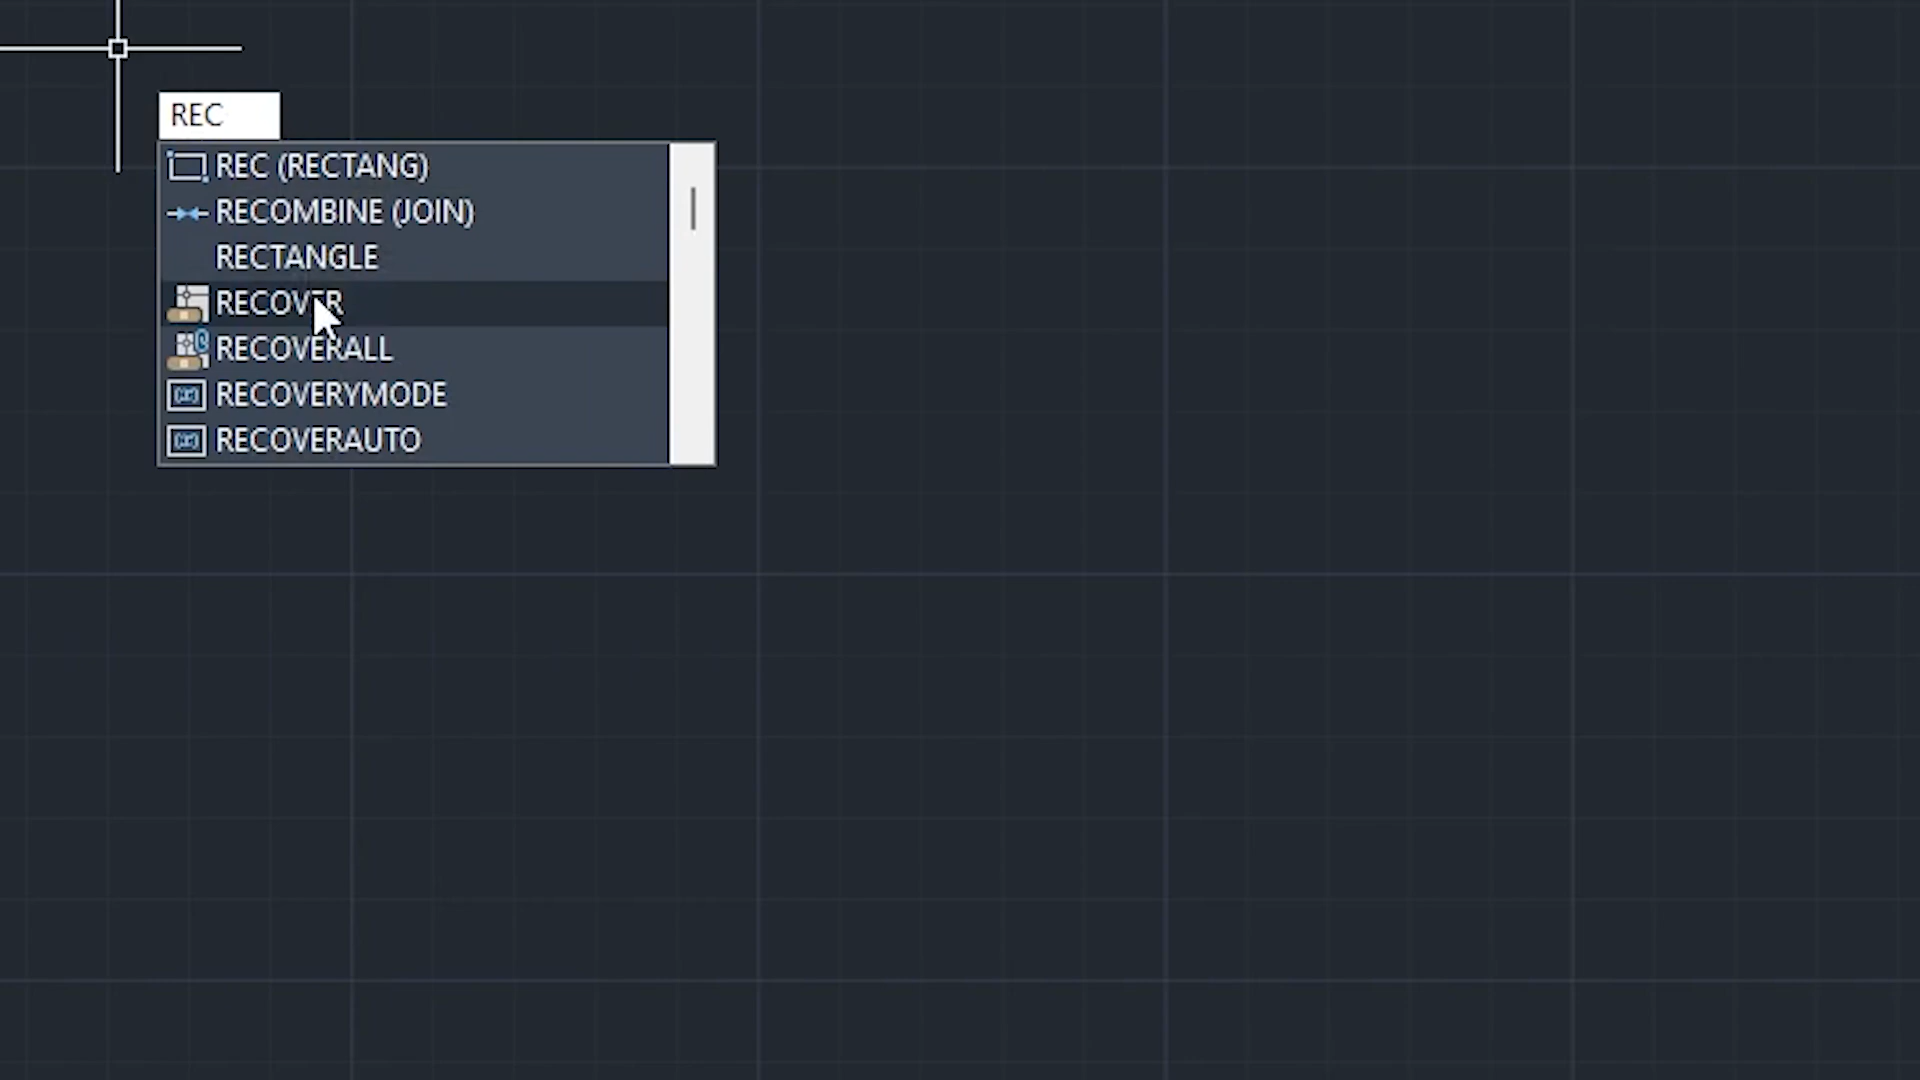 REC
REC (RECTANG)
RECOMBINE (JOIN)
RECTANGLE
RECOVER
RECOVERALL
RECOVERYMODE
RECOVERAUTO